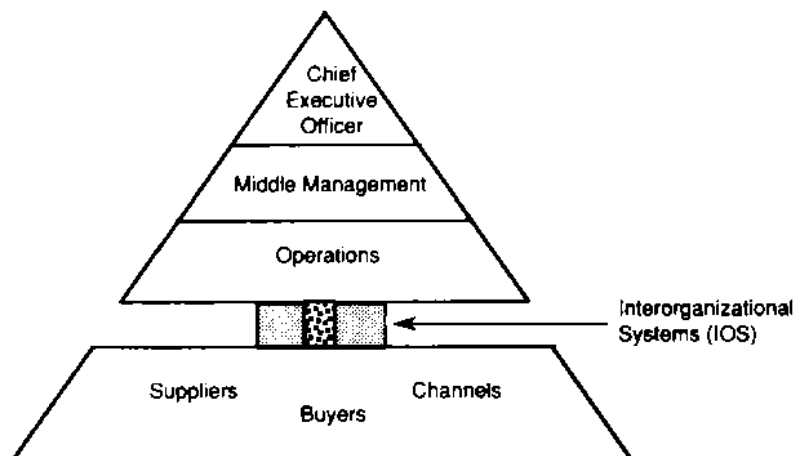 Chief
Executive
Officer
Middle Management
Operations
Interorganizational
Systems (IOS)
Suppliers
Buyers
Channels